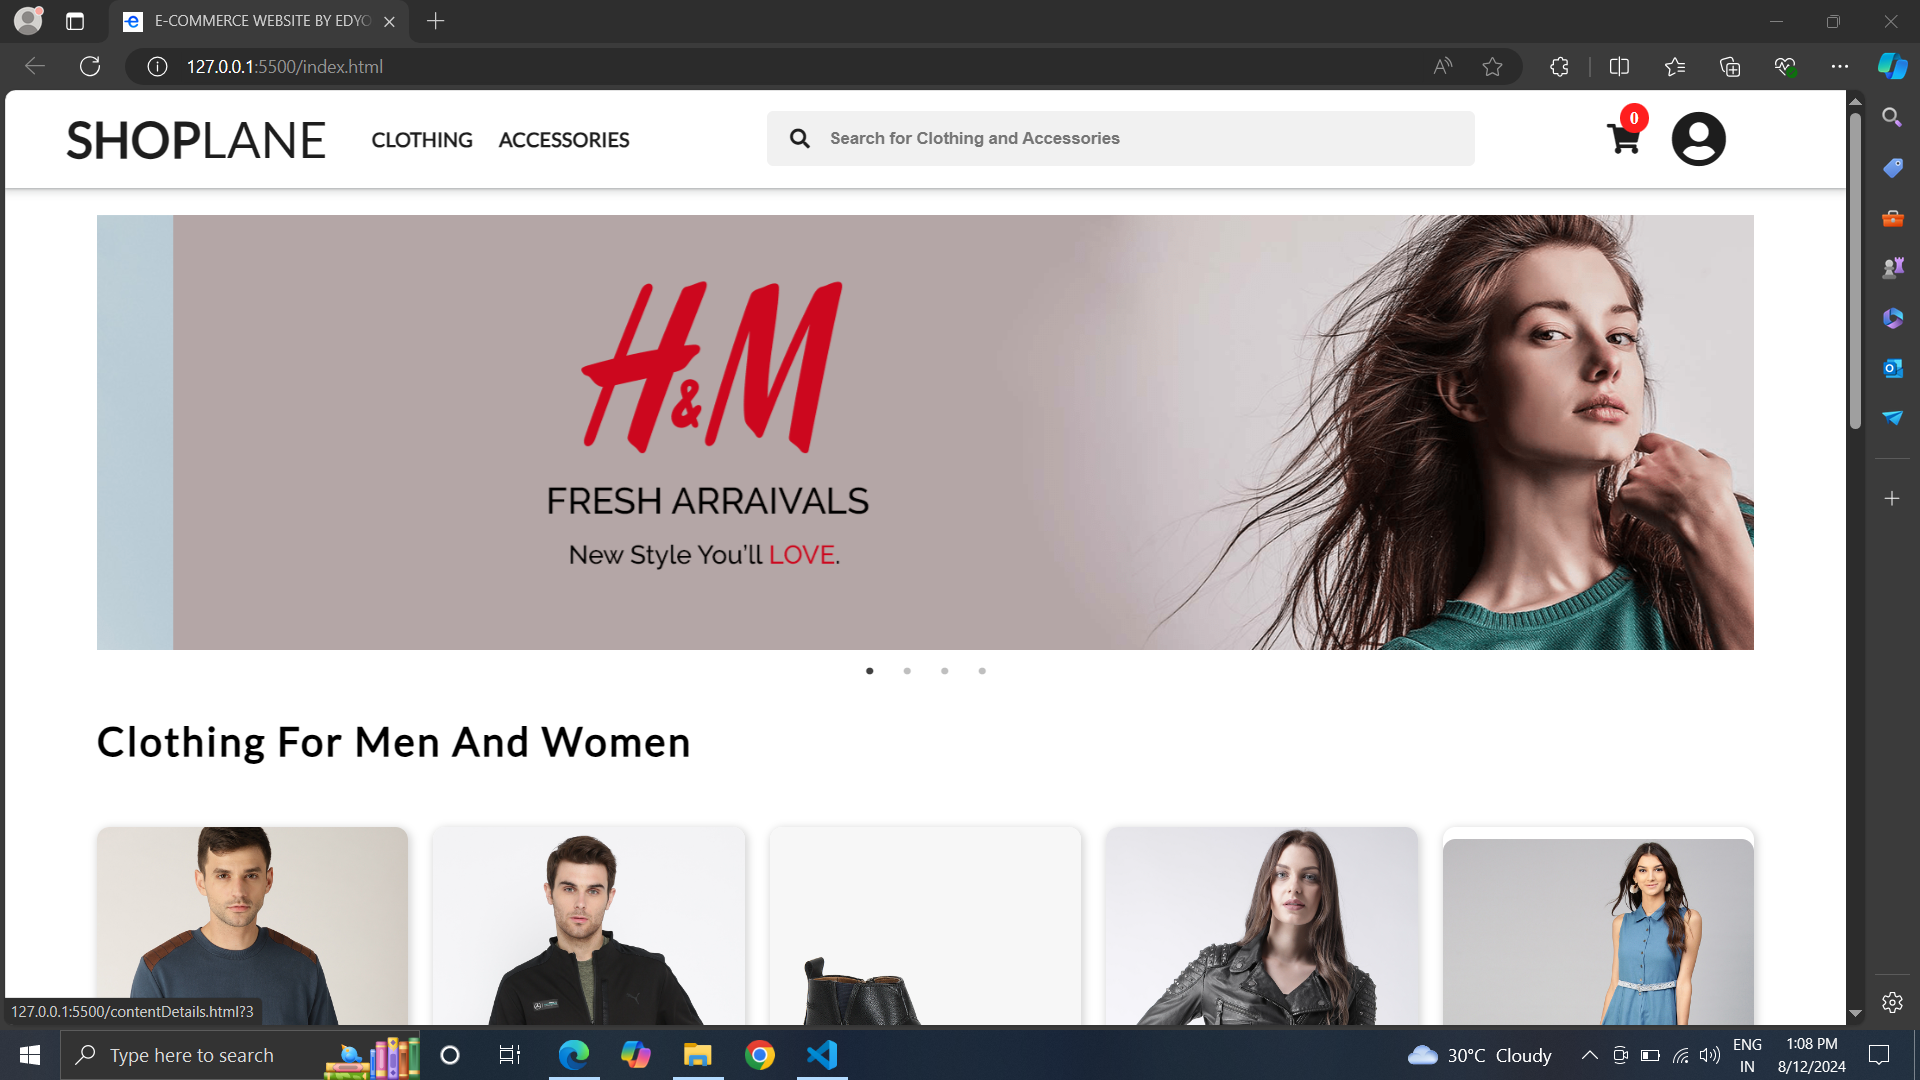 E-COMMERCE WEBSITE BY EDYO
127.0.0.1:5500/index.html
SHOPLANE
CLOTHING
ACCESSORIES
Search for Clothing and Accessories
0
H&M
FRESH ARRAIVALS
New Style You'll LOVE.
Clothing For Men And Women
127.0.0.1:5500/contentDetails.html?3
Type here to search
30°C Cloudy
ENG
IN
1:08 PM
8/12/2024